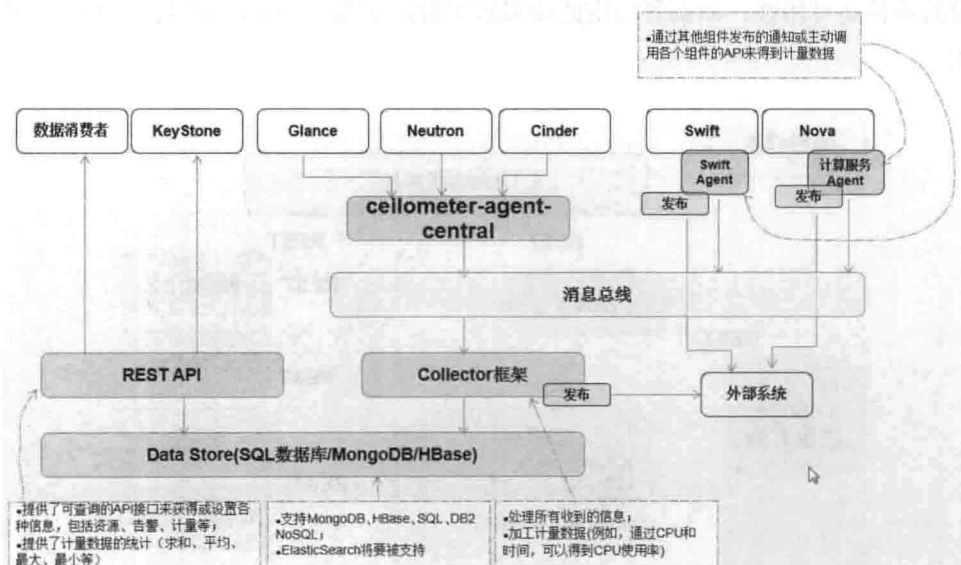 ▪通过其他组件发布的通知或主动调
用各个组件的API来得到计量数据
数据消费者
KeyStone
Glance
Neutron
Cinder
Swift
Nova
Swift
Agent
计算服务
Agent
发布
发布
ceilometer-agent-
central
消息总线
REST API
Collector框架
发布
外部系统
Data Store(SQL数据库/MongoDB/HBase)
▪提供了可查询的API接口来获得或设置各
种信息，包括资源、告警、计量等；
▪提供了计量数据的统计（求和、平均、
最大、最小等）
▪支持MongoDB、HBase、SQL、DB2
NoSQL；
▪ElasticSearch将要被支持
▪处理所有收到的信息；
▪加工计量数据(例如，通过CPU和
时间，可以得到CPU使用率)